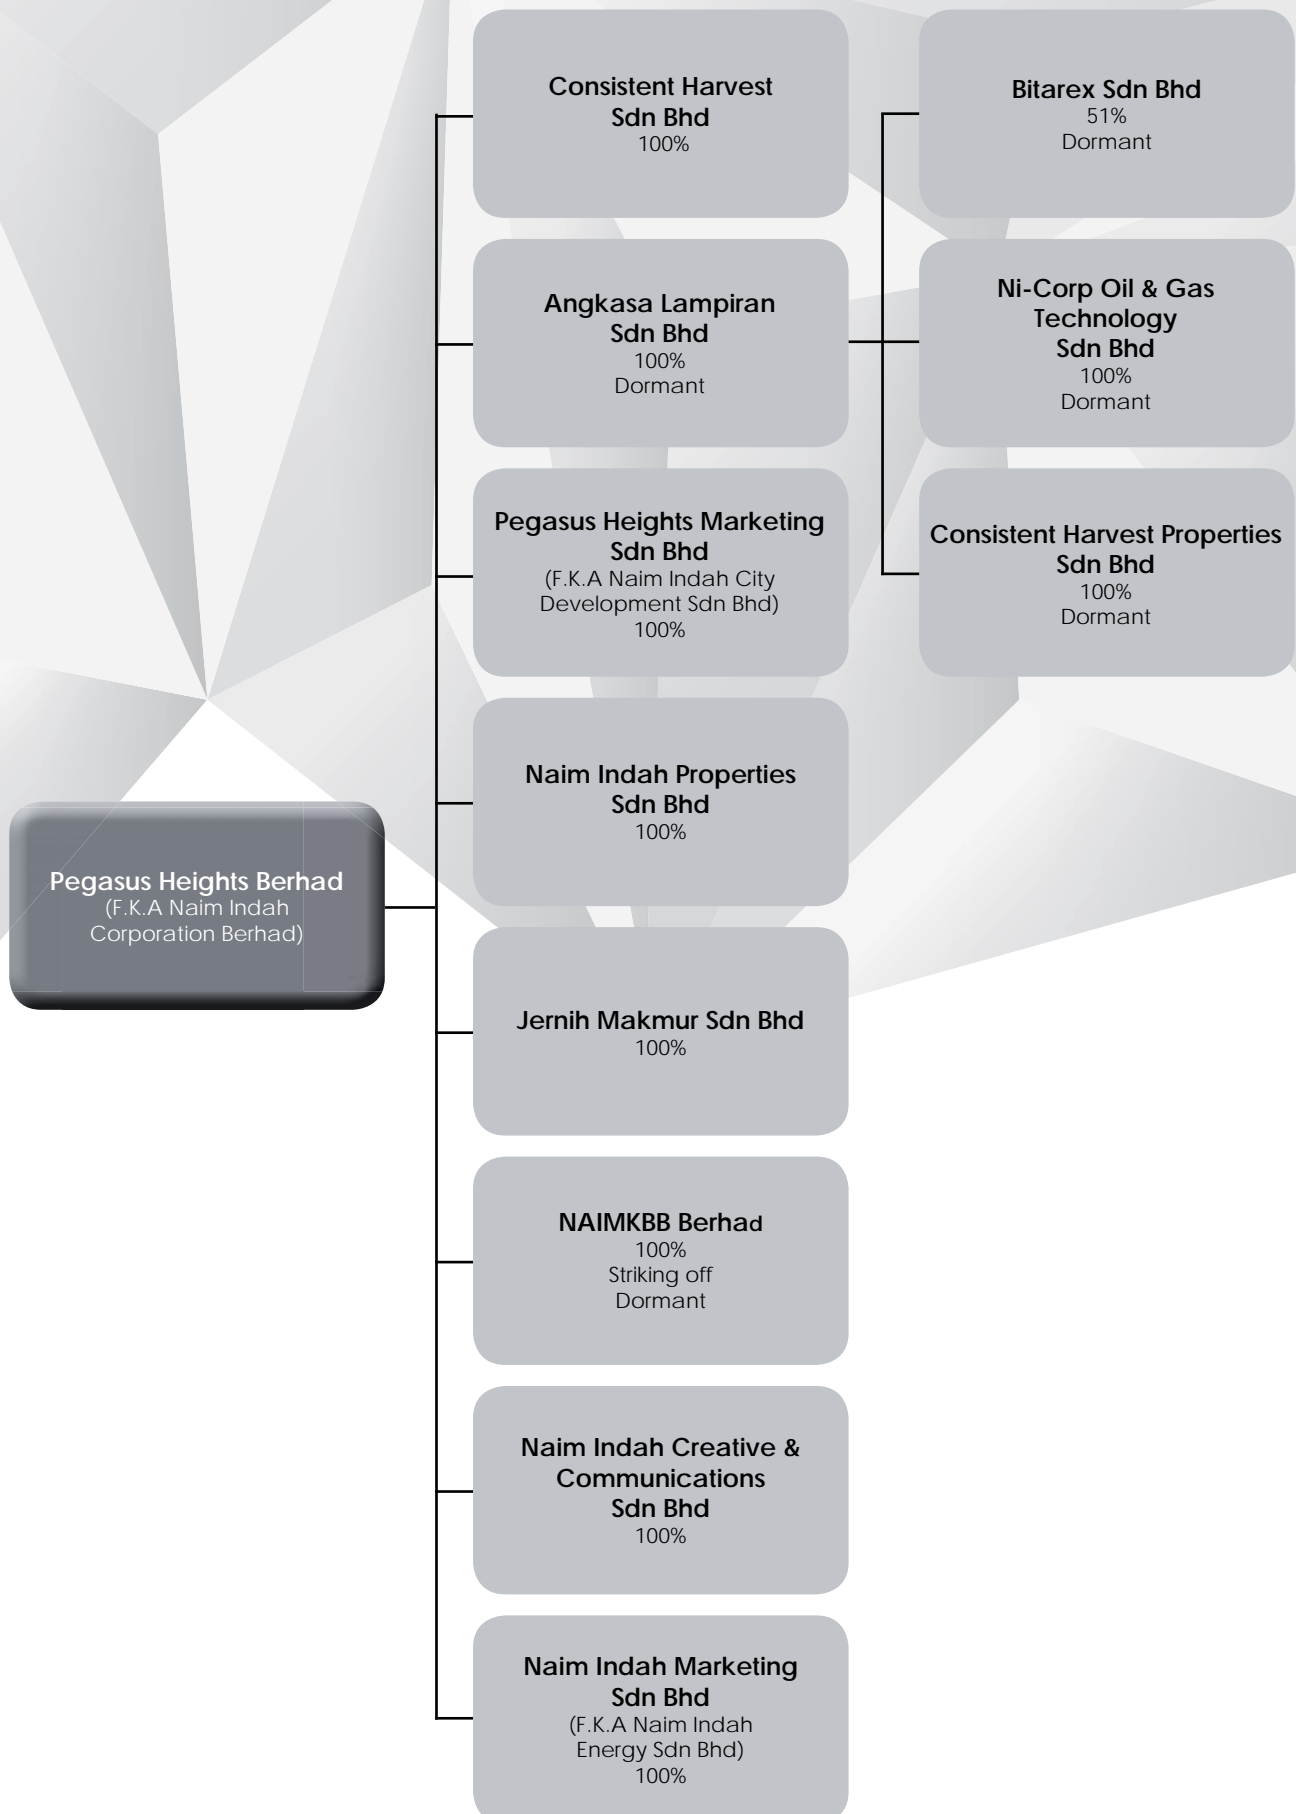 Pegasus Heights Berhad
(F.K.A Naim Indah
Corporation Berhad)
Consistent Harvest
Sdn Bhd
100%
Angkasa Lampiran
Sdn Bhd
100%
Dormant
Pegasus Heights Marketing
Sdn Bhd
(F.K.A Naim Indah City
Development Sdn Bhd)
100%
Naim Indah Properties
Sdn Bhd
100%
Jernih Makmur Sdn Bhd
100%
NAIMKBB Berhad
100%
Striking off
Dormant
Naim Indah Creative &
Communications
Sdn Bhd
100%
Naim Indah Marketing
Sdn Bhd
(F.K.A Naim Indah
Energy Sdn Bhd)
100%
Bitarex Sdn Bhd
51%
Dormant
Ni-Corp Oil & Gas
Technology
Sdn Bhd
100%
Dormant
Consistent Harvest Properties
Sdn Bhd
100%
Dormant